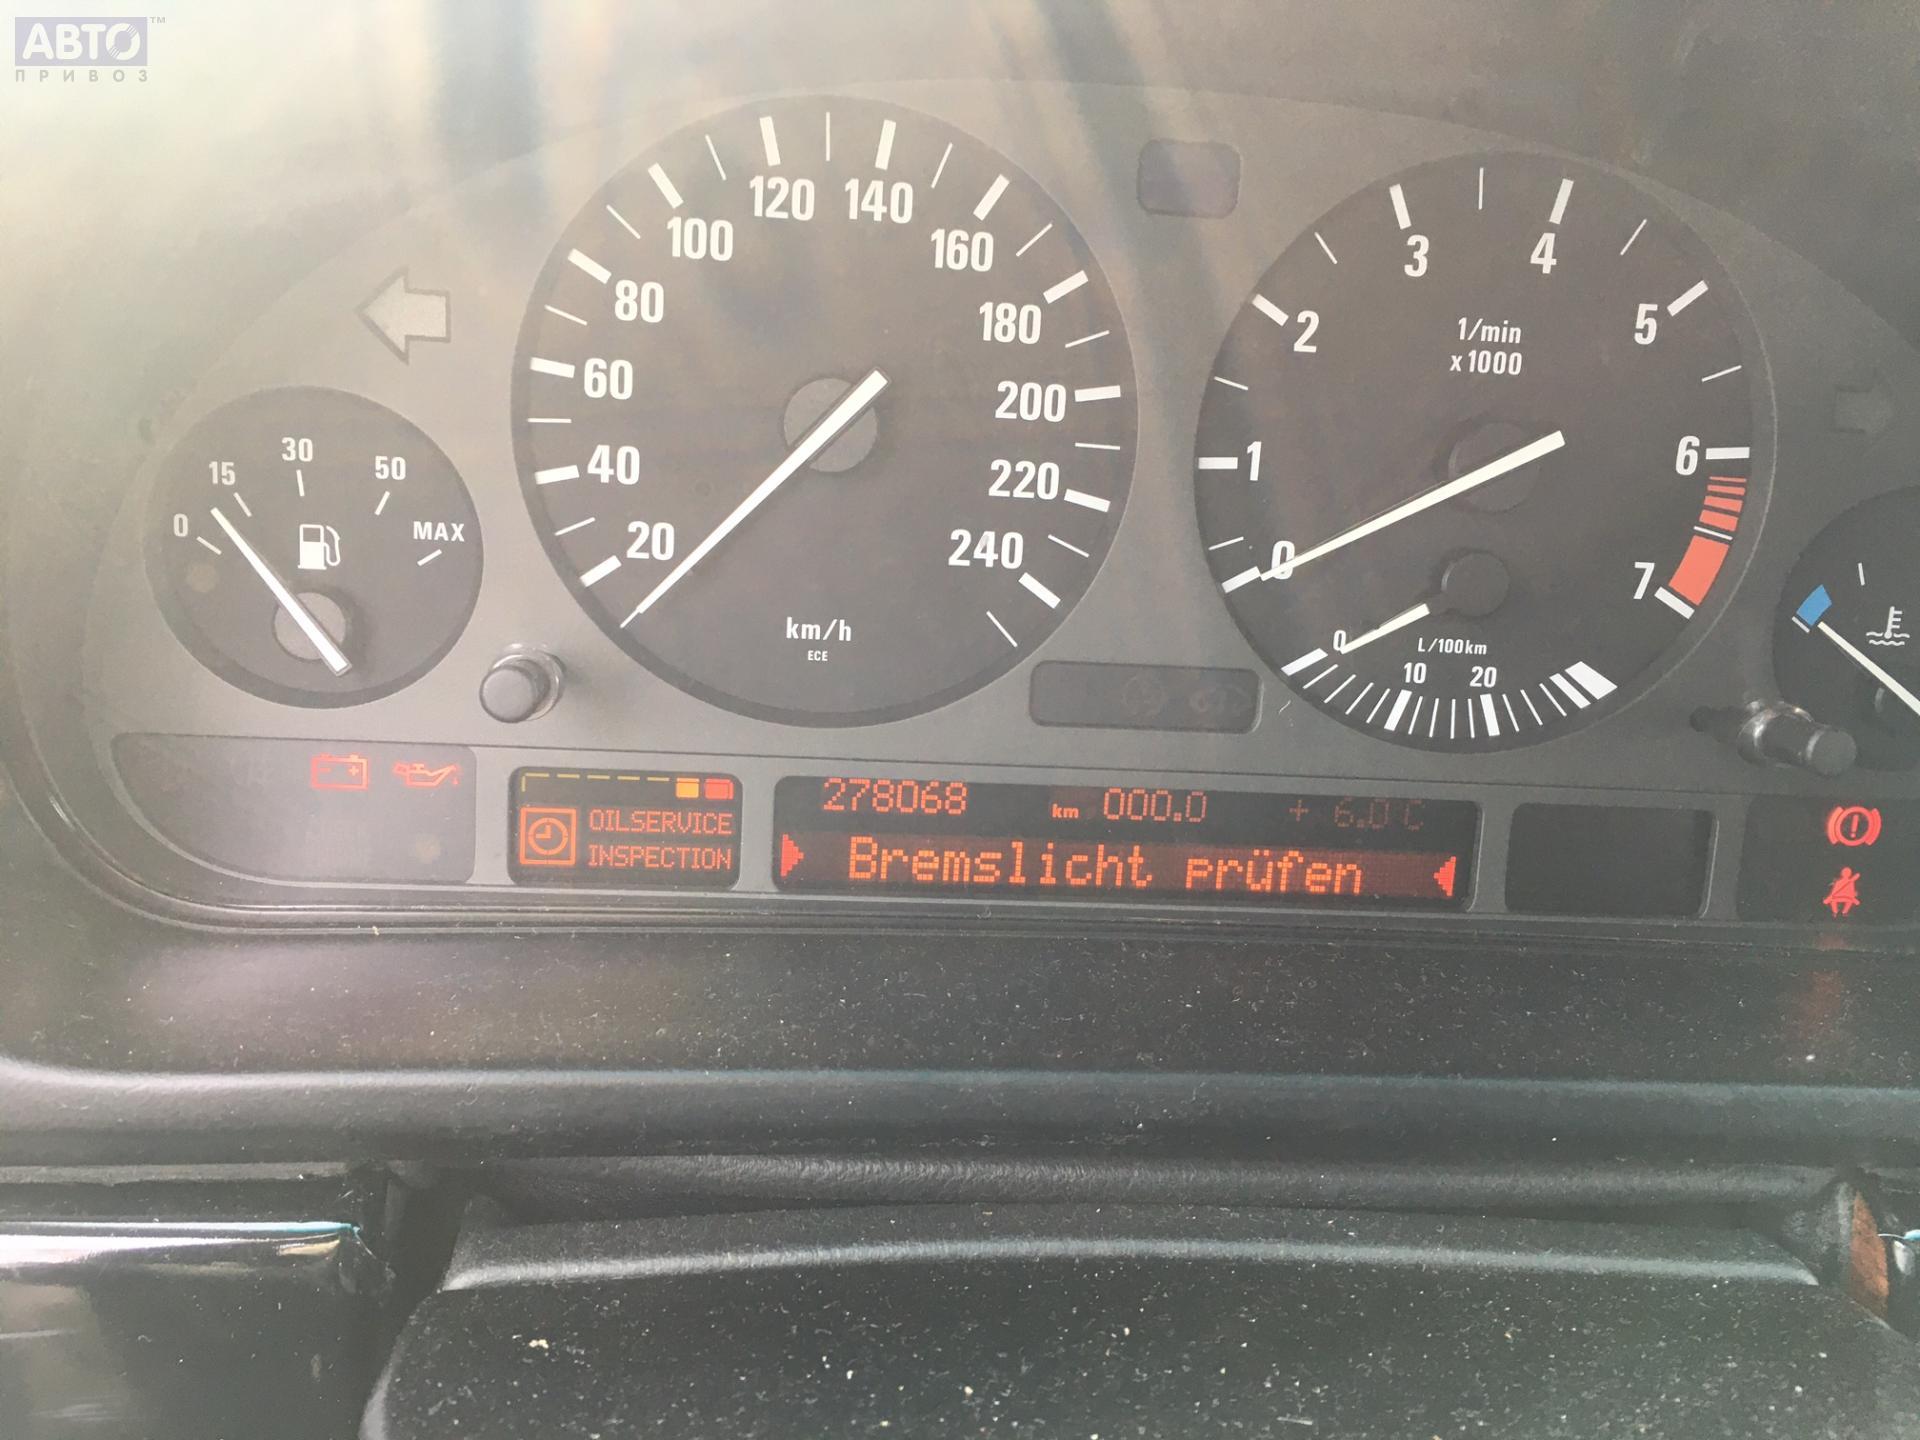 АВТО™
ПРИВОЗ
0
15
30
50
MAX
20
40
60
80
100
120
140
160
180
200
220
240
km/h
ECE
0
1
2
3
4
5
6
7
1/min
x 1000
0
10
20
L/100km
OILSERVICE
INSPECTION
278068 km 000.0 + 6.0 C
Bremslicht prüfen